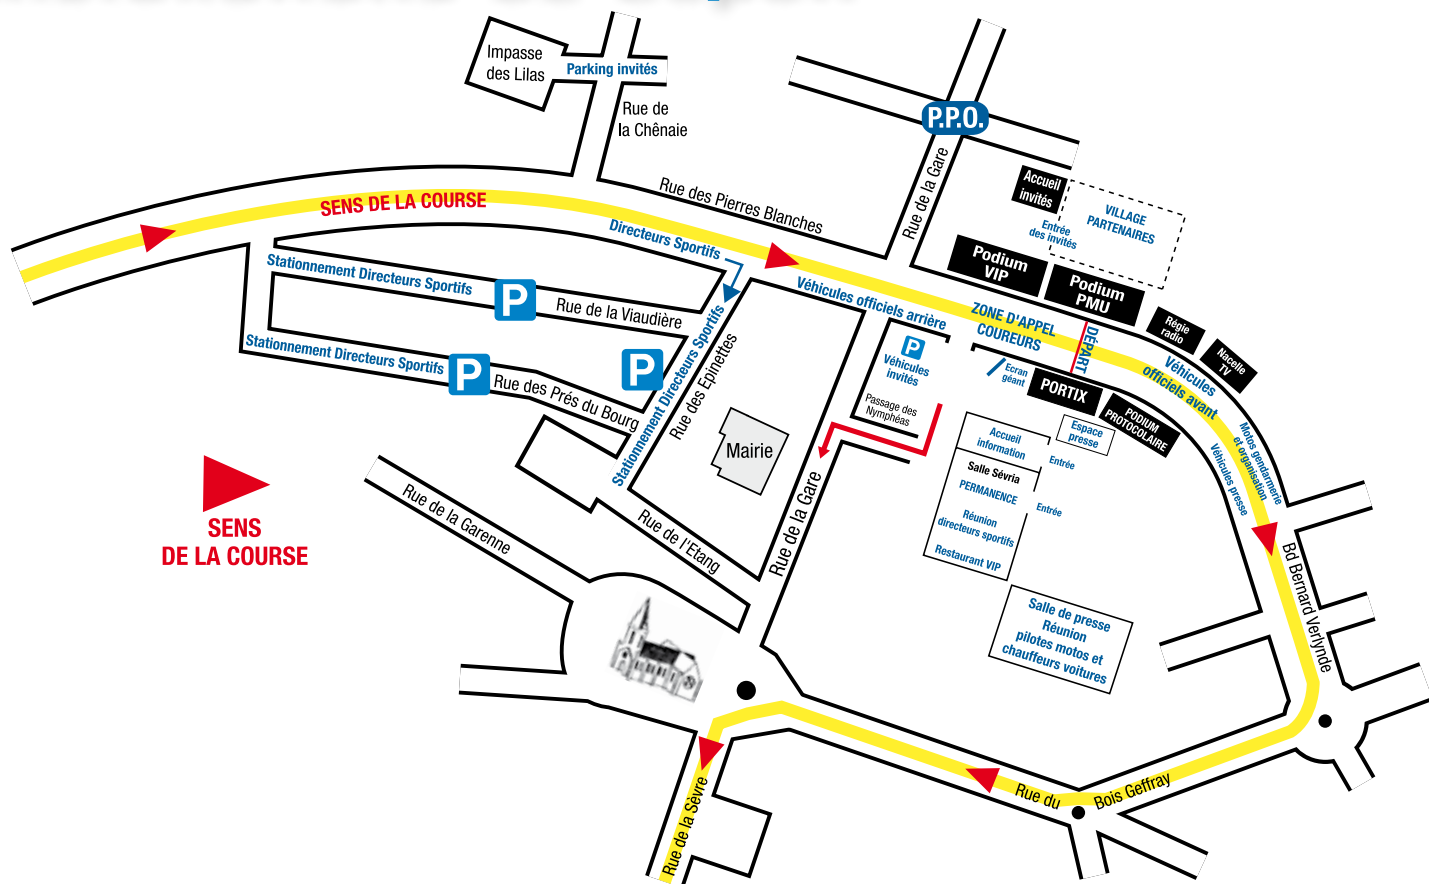 Impasse
des Lilas
Parking invités
Rue de
la Chênaie
P.P.O.
Rue de la Gare
Accueil
invités
VILLAGE
PARTENAIRES
Entrée
des invités
Rue des Pierres Blanches
SENS DE LA COURSE
Directeurs Sportifs
Podium
VIP
Podium
PMU
Régie
radio
Nacelle
TV
Stationnement Directeurs Sportifs
P
Rue de la Viaudière
Véhicules officiels arrière
ZONE D'APPEL
COUREURS
DÉPART
Véhicules
officiels avant
Stationnement Directeurs Sportifs
P
Rue des Prés du Bourg
P
Stationnement Directeurs Sportifs
Rue des Epinettes
P
Véhicules
invités
Passage des
Nymphéas
Ecran
géant
PORTIX
PODIUM
PROTOCOLAIRE
Espace
presse
Motos gendarmerie
et organisation
Véhicules presse
Mairie
Accueil
information
Entrée
Salle Sévria
PERMANENCE
Entrée
Réunion
directeurs sportifs
Restaurant VIP
SENS
DE LA COURSE
Rue de la Garenne
Rue de l'Etang
Rue de la Gare
Bd Bernard Verlynde
Salle de presse
Réunion
pilotes motos et
chauffeurs voitures
Rue du
Bois Geffray
Rue de la Sèvre